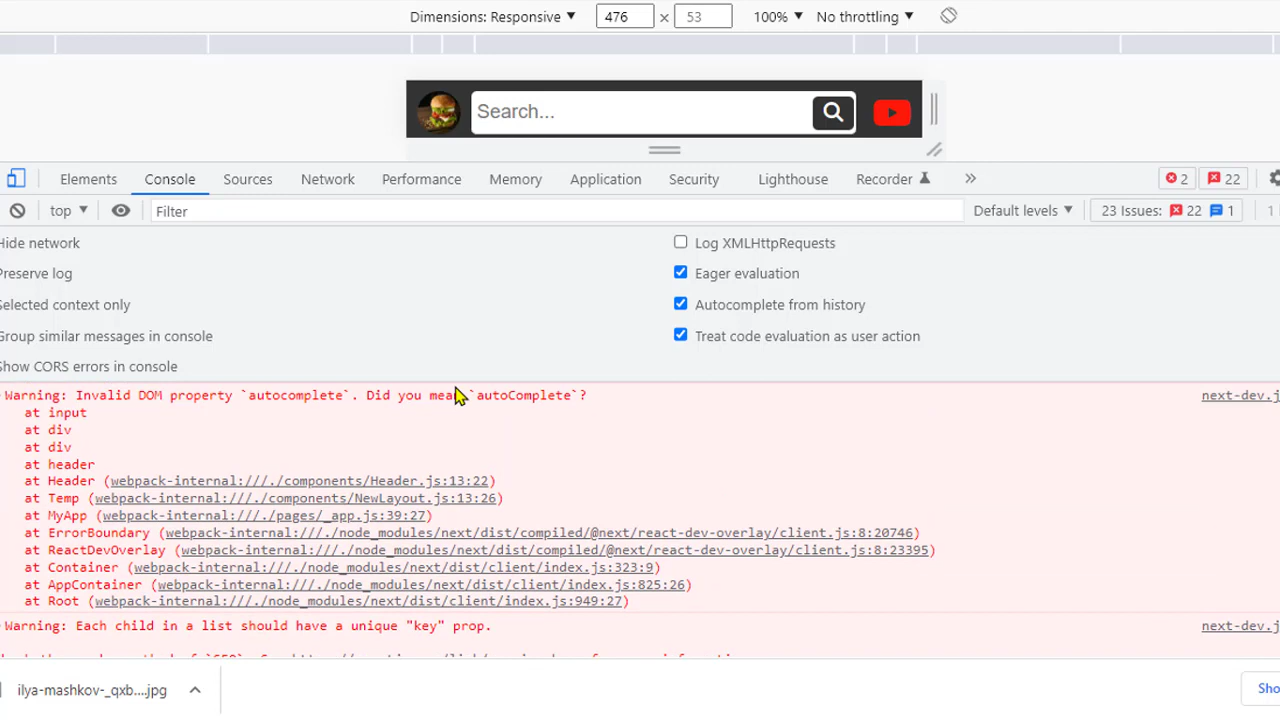 Dimensions: Responsive 476 x 53 100% No throttling
Search...
Elements Console Sources Network Performance Memory Application Security Lighthouse Recorder 2 22
top Filter Default levels 23 Issues: 22 1 1
Hide network Log XMLHttpRequests
Preserve log Eager evaluation
Selected context only Autocomplete from history
Group similar messages in console Treat code evaluation as user action
Show CORS errors in console
Warning: Invalid DOM property `autocomplete`. Did you mean `autoComplete`? next-dev.j
at input
at div
at div
at header
at Header (webpack-internal:///./components/Header.js:13:22)
at Temp (webpack-internal:///./components/NewLayout.js:13:26)
at MyApp (webpack-internal:///./pages/_app.js:39:27)
at ErrorBoundary (webpack-internal:///./node_modules/next/dist/compiled/@next/react-dev-overlay/client.js:8:20746)
at ReactDevOverlay (webpack-internal:///./node_modules/next/dist/compiled/@next/react-dev-overlay/client.js:8:23395)
at Container (webpack-internal:///./node_modules/next/dist/client/index.js:323:9)
at AppContainer (webpack-internal:///./node_modules/next/dist/client/index.js:825:26)
at Root (webpack-internal:///./node_modules/next/dist/client/index.js:949:27)
Warning: Each child in a list should have a unique "key" prop. next-dev.j
ilya-mashkov-_qxb....jpg Sho